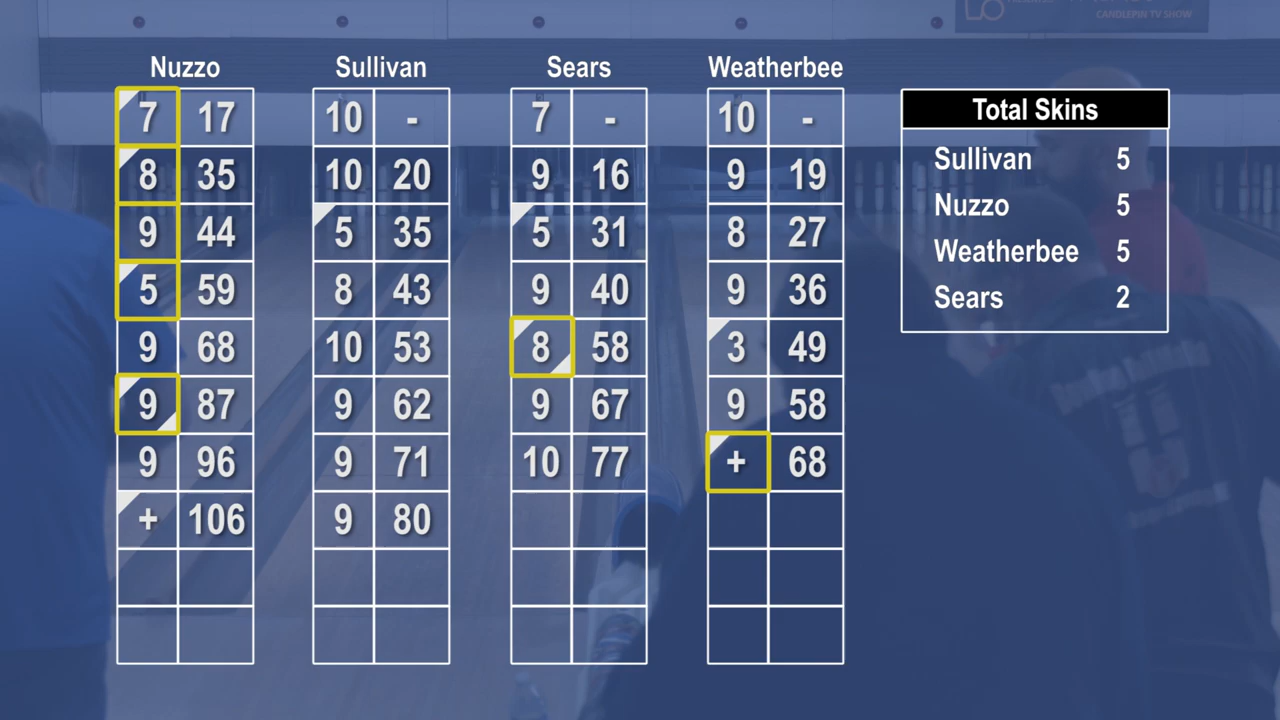 CANDLEPIN TV SHOW
Nuzzo Sullivan Sears Weatherbee
7 17 10 - 7 - 10 -
8 35 10 20 9 16 9 19
9 44 5 35 5 31 8 27
5 59 8 43 9 40 9 36
9 68 10 53 8 58 3 49
9 87 9 62 9 67 9 58
9 96 9 71 10 77 + 68
+ 106 9 80
Total Skins
Sullivan 5
Nuzzo 5
Weatherbee 5
Sears 2